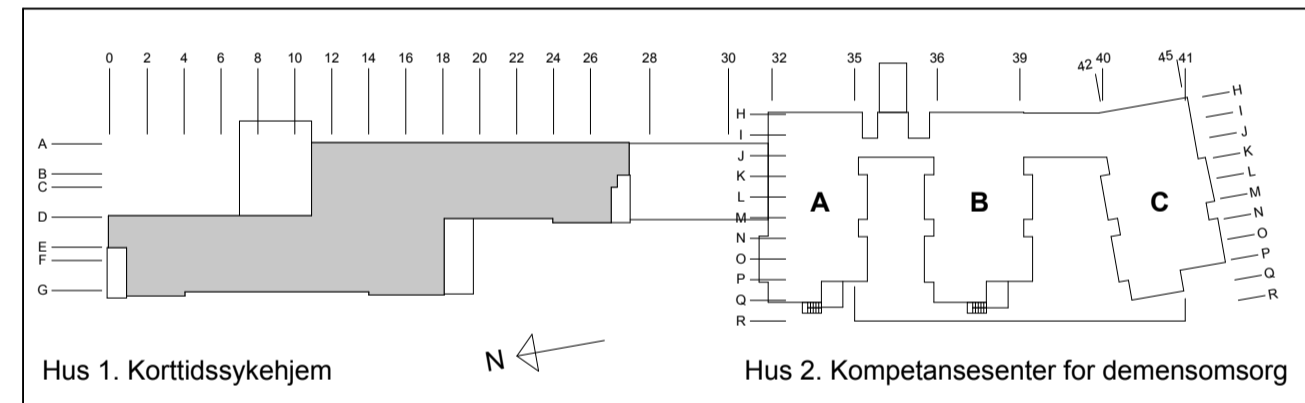 0 2 4 6 8 10 12 14 16 18 20 22 24 26 28 30 32 35 36 39 42 40 45 41
A
B
C
D
E
F
G
H
I
J
K
L
M
N
O
P
Q
R
A B C
H
I
J
K
L
M
N
O
P
Q
R
N
Hus 1. Korttidssykehjem
Hus 2. Kompetansesenter for demensomsorg